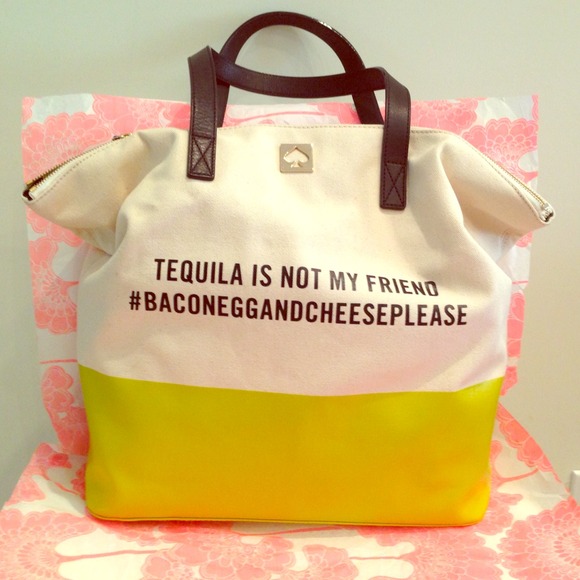 TEQUILA IS NOT MY FRIEND
#BACONEGGANDCHEESEPLEASE